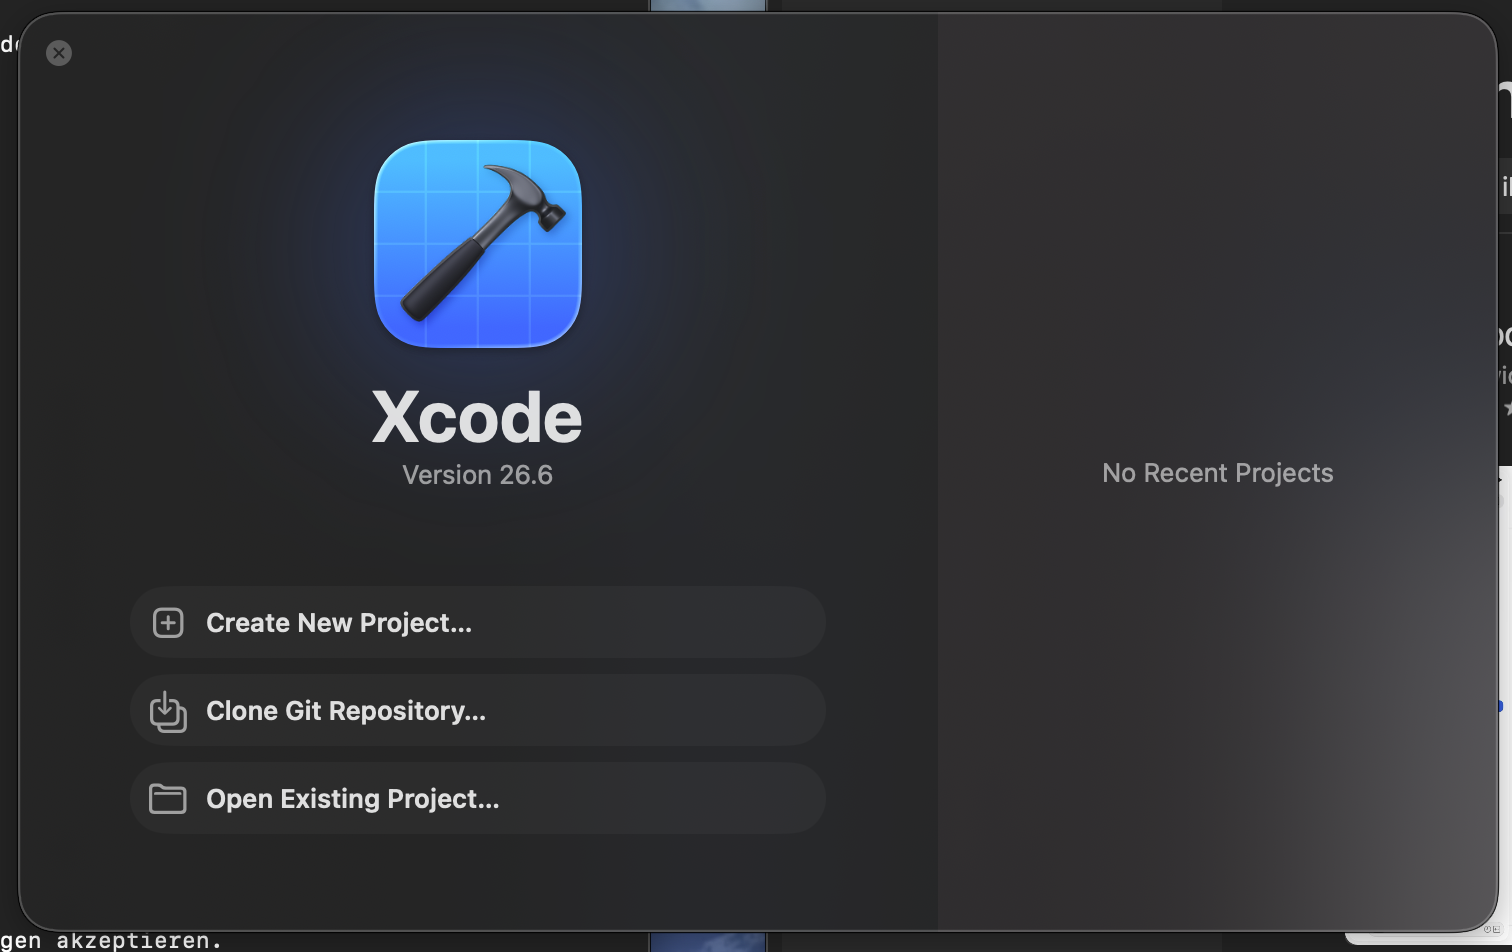 Xcode
Version 26.6
No Recent Projects
Create New Project...
Clone Git Repository...
Open Existing Project...
gen akzeptieren.